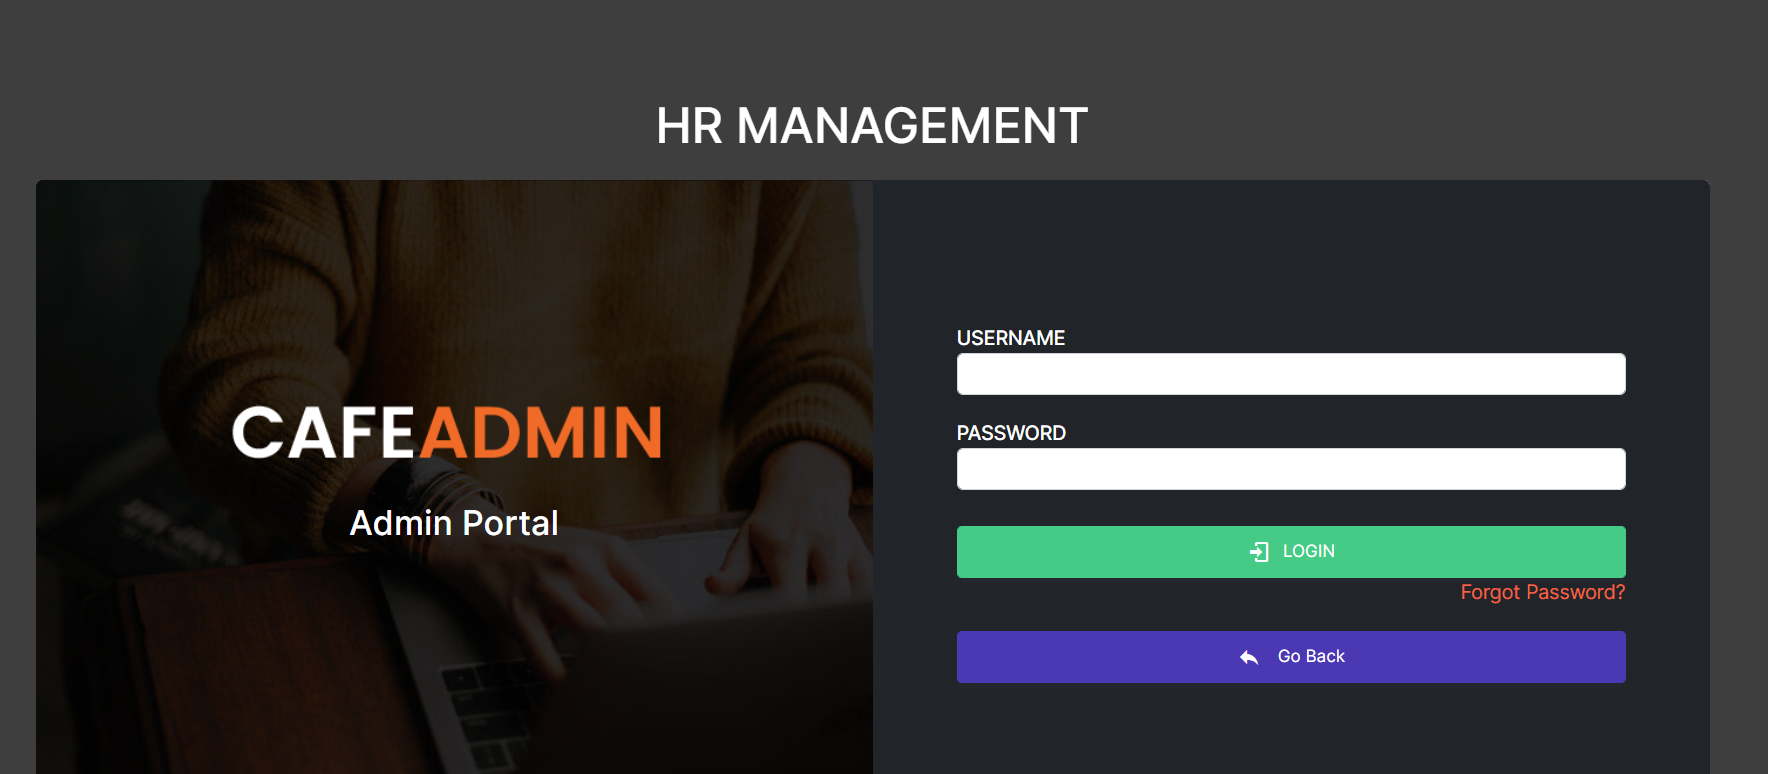 HR MANAGEMENT
CAFEADMIN
Admin Portal
USERNAME
PASSWORD
LOGIN
Forgot Password?
Go Back